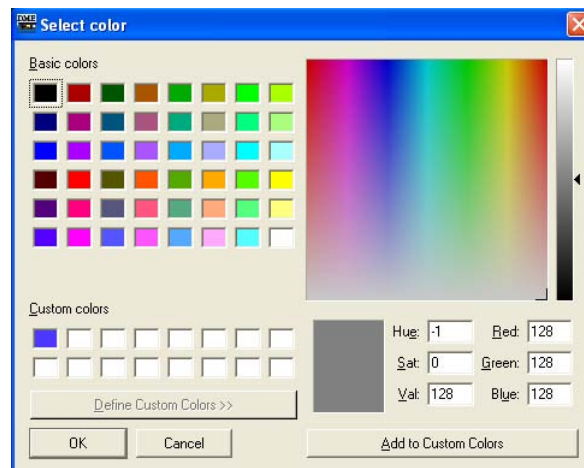 DME
Select color
Basic colors
Custom colors
Define Custom Colors >>
OK
Cancel
Hue: -1
Red: 128
Sat: 0
Green: 128
Val: 128
Blue: 128
Add to Custom Colors